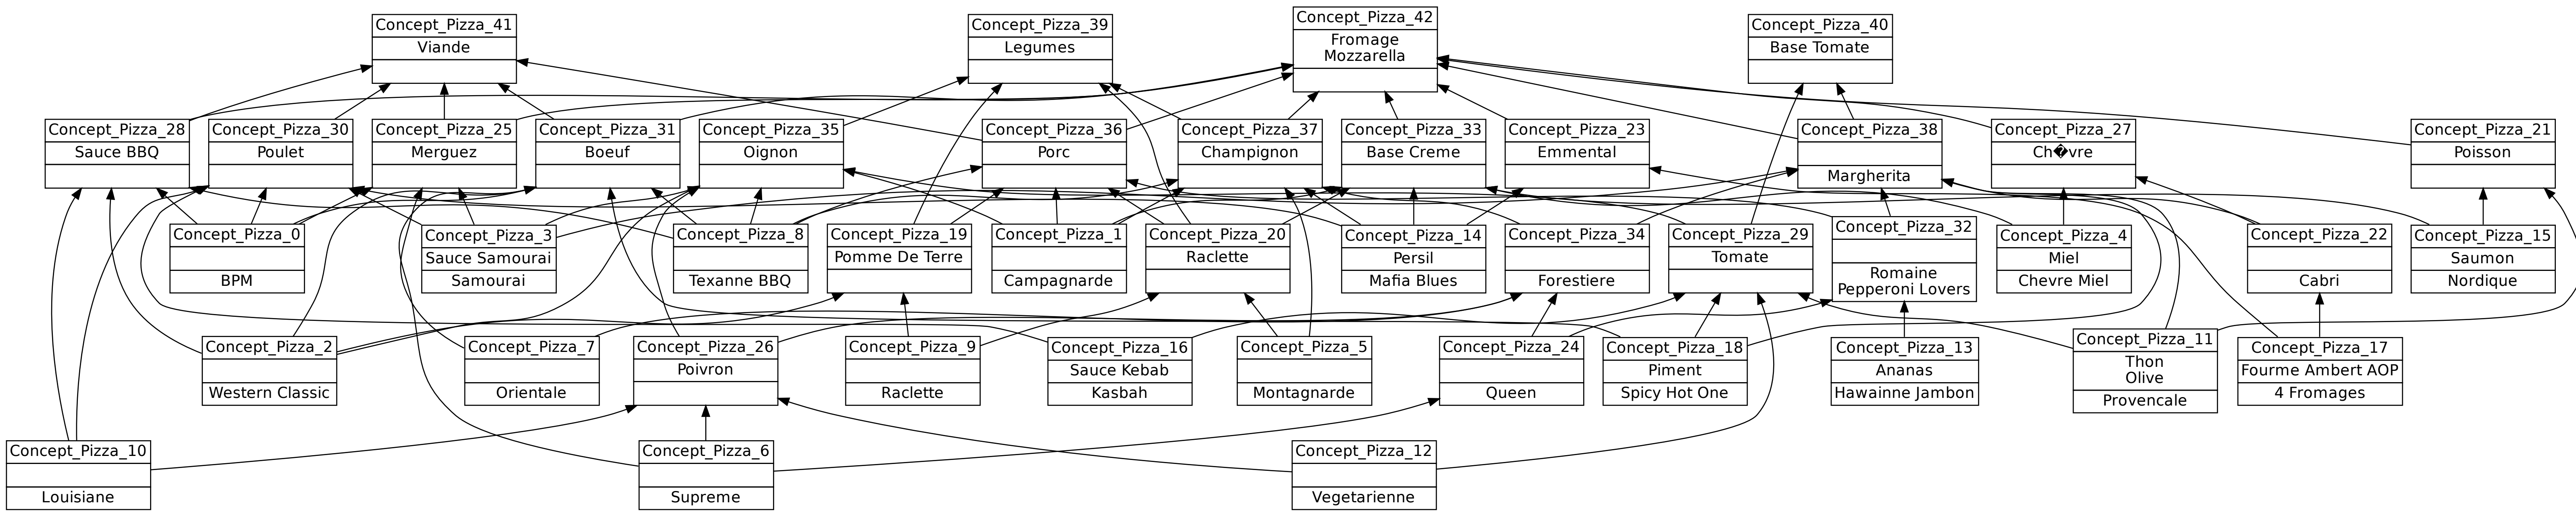 Concept_Pizza_41
Viande
Concept_Pizza_39
Legumes
Concept_Pizza_42
Fromage
Mozzarella
Concept_Pizza_40
Base Tomate
Concept_Pizza_28
Sauce BBQ
Concept_Pizza_30
Poulet
Concept_Pizza_25
Merguez
Concept_Pizza_31
Boeuf
Concept_Pizza_35
Oignon
Concept_Pizza_36
Porc
Concept_Pizza_37
Champignon
Concept_Pizza_33
Base Creme
Concept_Pizza_23
Emmental
Concept_Pizza_38
Margherita
Concept_Pizza_27
Ch�vre
Concept_Pizza_21
Poisson
Concept_Pizza_0
BPM
Concept_Pizza_3
Sauce Samourai
Samourai
Concept_Pizza_8
Texanne BBQ
Concept_Pizza_19
Pomme De Terre
Concept_Pizza_1
Campagnarde
Concept_Pizza_20
Raclette
Concept_Pizza_14
Persil
Mafia Blues
Concept_Pizza_34
Forestiere
Concept_Pizza_29
Tomate
Concept_Pizza_32
Romaine
Pepperoni Lovers
Concept_Pizza_4
Miel
Chevre Miel
Concept_Pizza_22
Cabri
Concept_Pizza_15
Saumon
Nordique
Concept_Pizza_2
Western Classic
Concept_Pizza_7
Orientale
Concept_Pizza_26
Poivron
Concept_Pizza_9
Raclette
Concept_Pizza_16
Sauce Kebab
Kasbah
Concept_Pizza_5
Montagnarde
Concept_Pizza_24
Queen
Concept_Pizza_18
Piment
Spicy Hot One
Concept_Pizza_13
Ananas
Hawainne Jambon
Concept_Pizza_11
Thon
Olive
Provencale
Concept_Pizza_17
Fourme Ambert AOP
4 Fromages
Concept_Pizza_10
Louisiane
Concept_Pizza_6
Supreme
Concept_Pizza_12
Vegetarienne